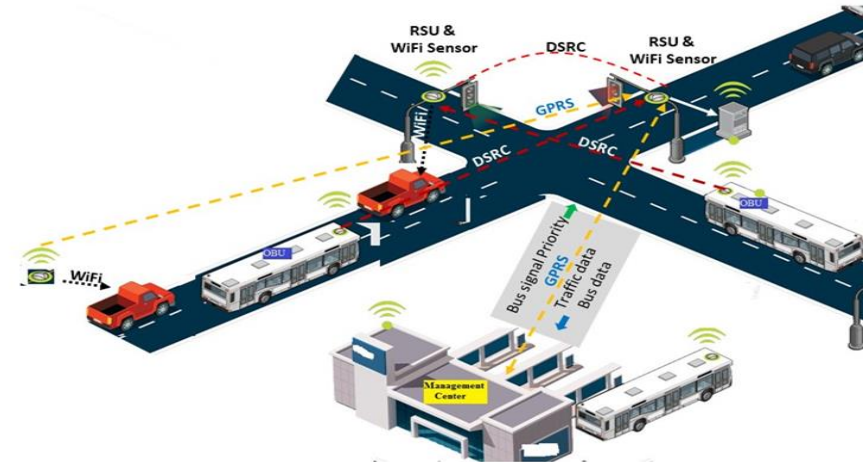 RSU &
WiFi Sensor
DSRC
RSU &
WiFi Sensor
GPRS
WiFi
DSRC
DSRC
OBU
OBU
WiFi
Bus signal Priority
GPRS
Traffic data
Bus data
Management
Center